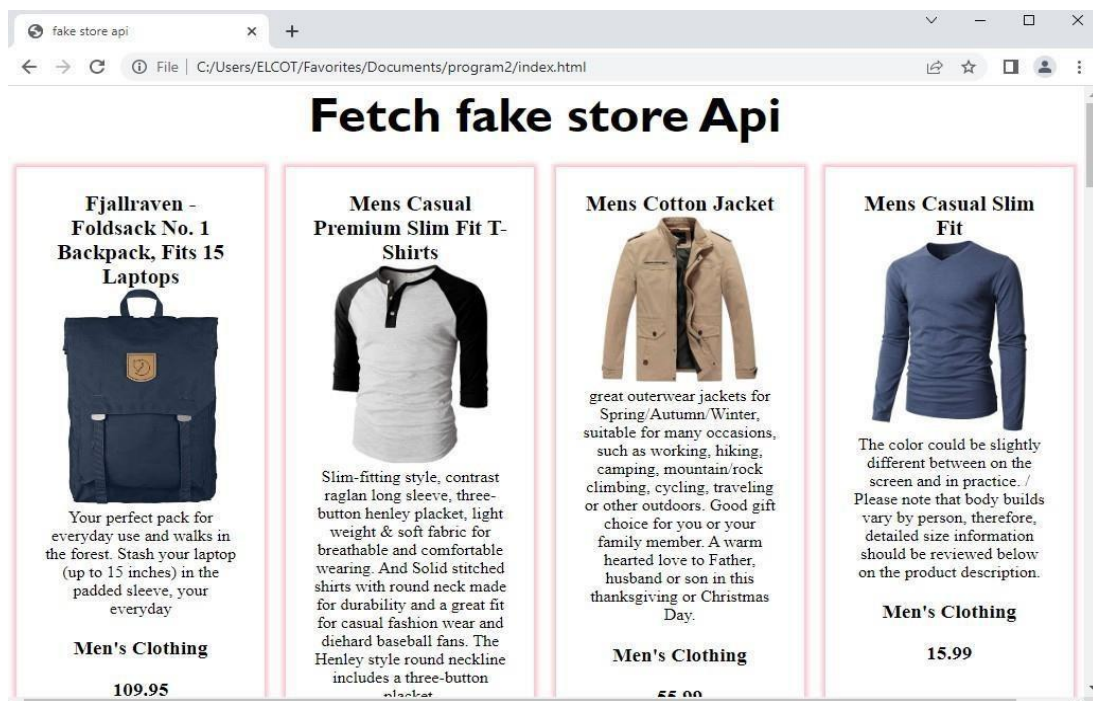 fake store api
File | C:/Users/ELCOT/Favorites/Documents/program2/index.html
Fetch fake store Api
Fjallraven -
Foldsack No. 1
Backpack, Fits 15
Laptops
Your perfect pack for
everyday use and walks in
the forest. Stash your laptop
(up to 15 inches) in the
padded sleeve, your
everyday
Men's Clothing
109.95
Mens Casual
Premium Slim Fit T-
Shirts
Slim-fitting style, contrast
raglan long sleeve, three-
button henley placket, light
weight & soft fabric for
breathable and comfortable
wearing. And Solid stitched
shirts with round neck made
for durability and a great fit
for casual fashion wear and
diehard baseball fans. The
Henley style round neckline
includes a three-button
placket.
Mens Cotton Jacket
great outerwear jackets for
Spring/Autumn/Winter,
suitable for many occasions,
such as working, hiking,
camping, mountain/rock
climbing, cycling, traveling
or other outdoors. Good gift
choice for you or your
family member. A warm
hearted love to Father,
husband or son in this
thanksgiving or Christmas
Day.
Men's Clothing
55.99
Mens Casual Slim
Fit
The color could be slightly
different between on the
screen and in practice. /
Please note that body builds
vary by person, therefore,
detailed size information
should be reviewed below
on the product description.
Men's Clothing
15.99